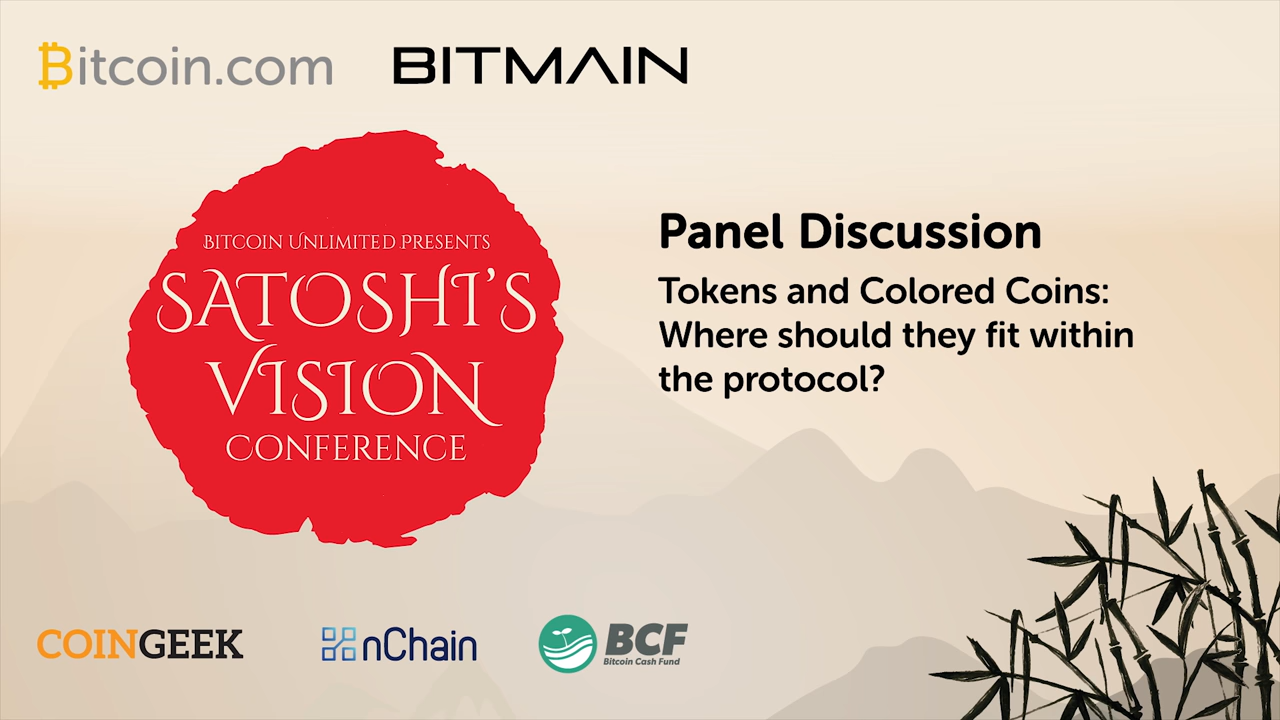 Bitcoin.com
BITMAIN
BITCOIN UNLIMITED PRESENTS
SATOSHI'S
VISION
CONFERENCE
Panel Discussion
Tokens and Colored Coins:
Where should they fit within
the protocol?
COINGEEK
nChain
BCF
Bitcoin Cash Fund